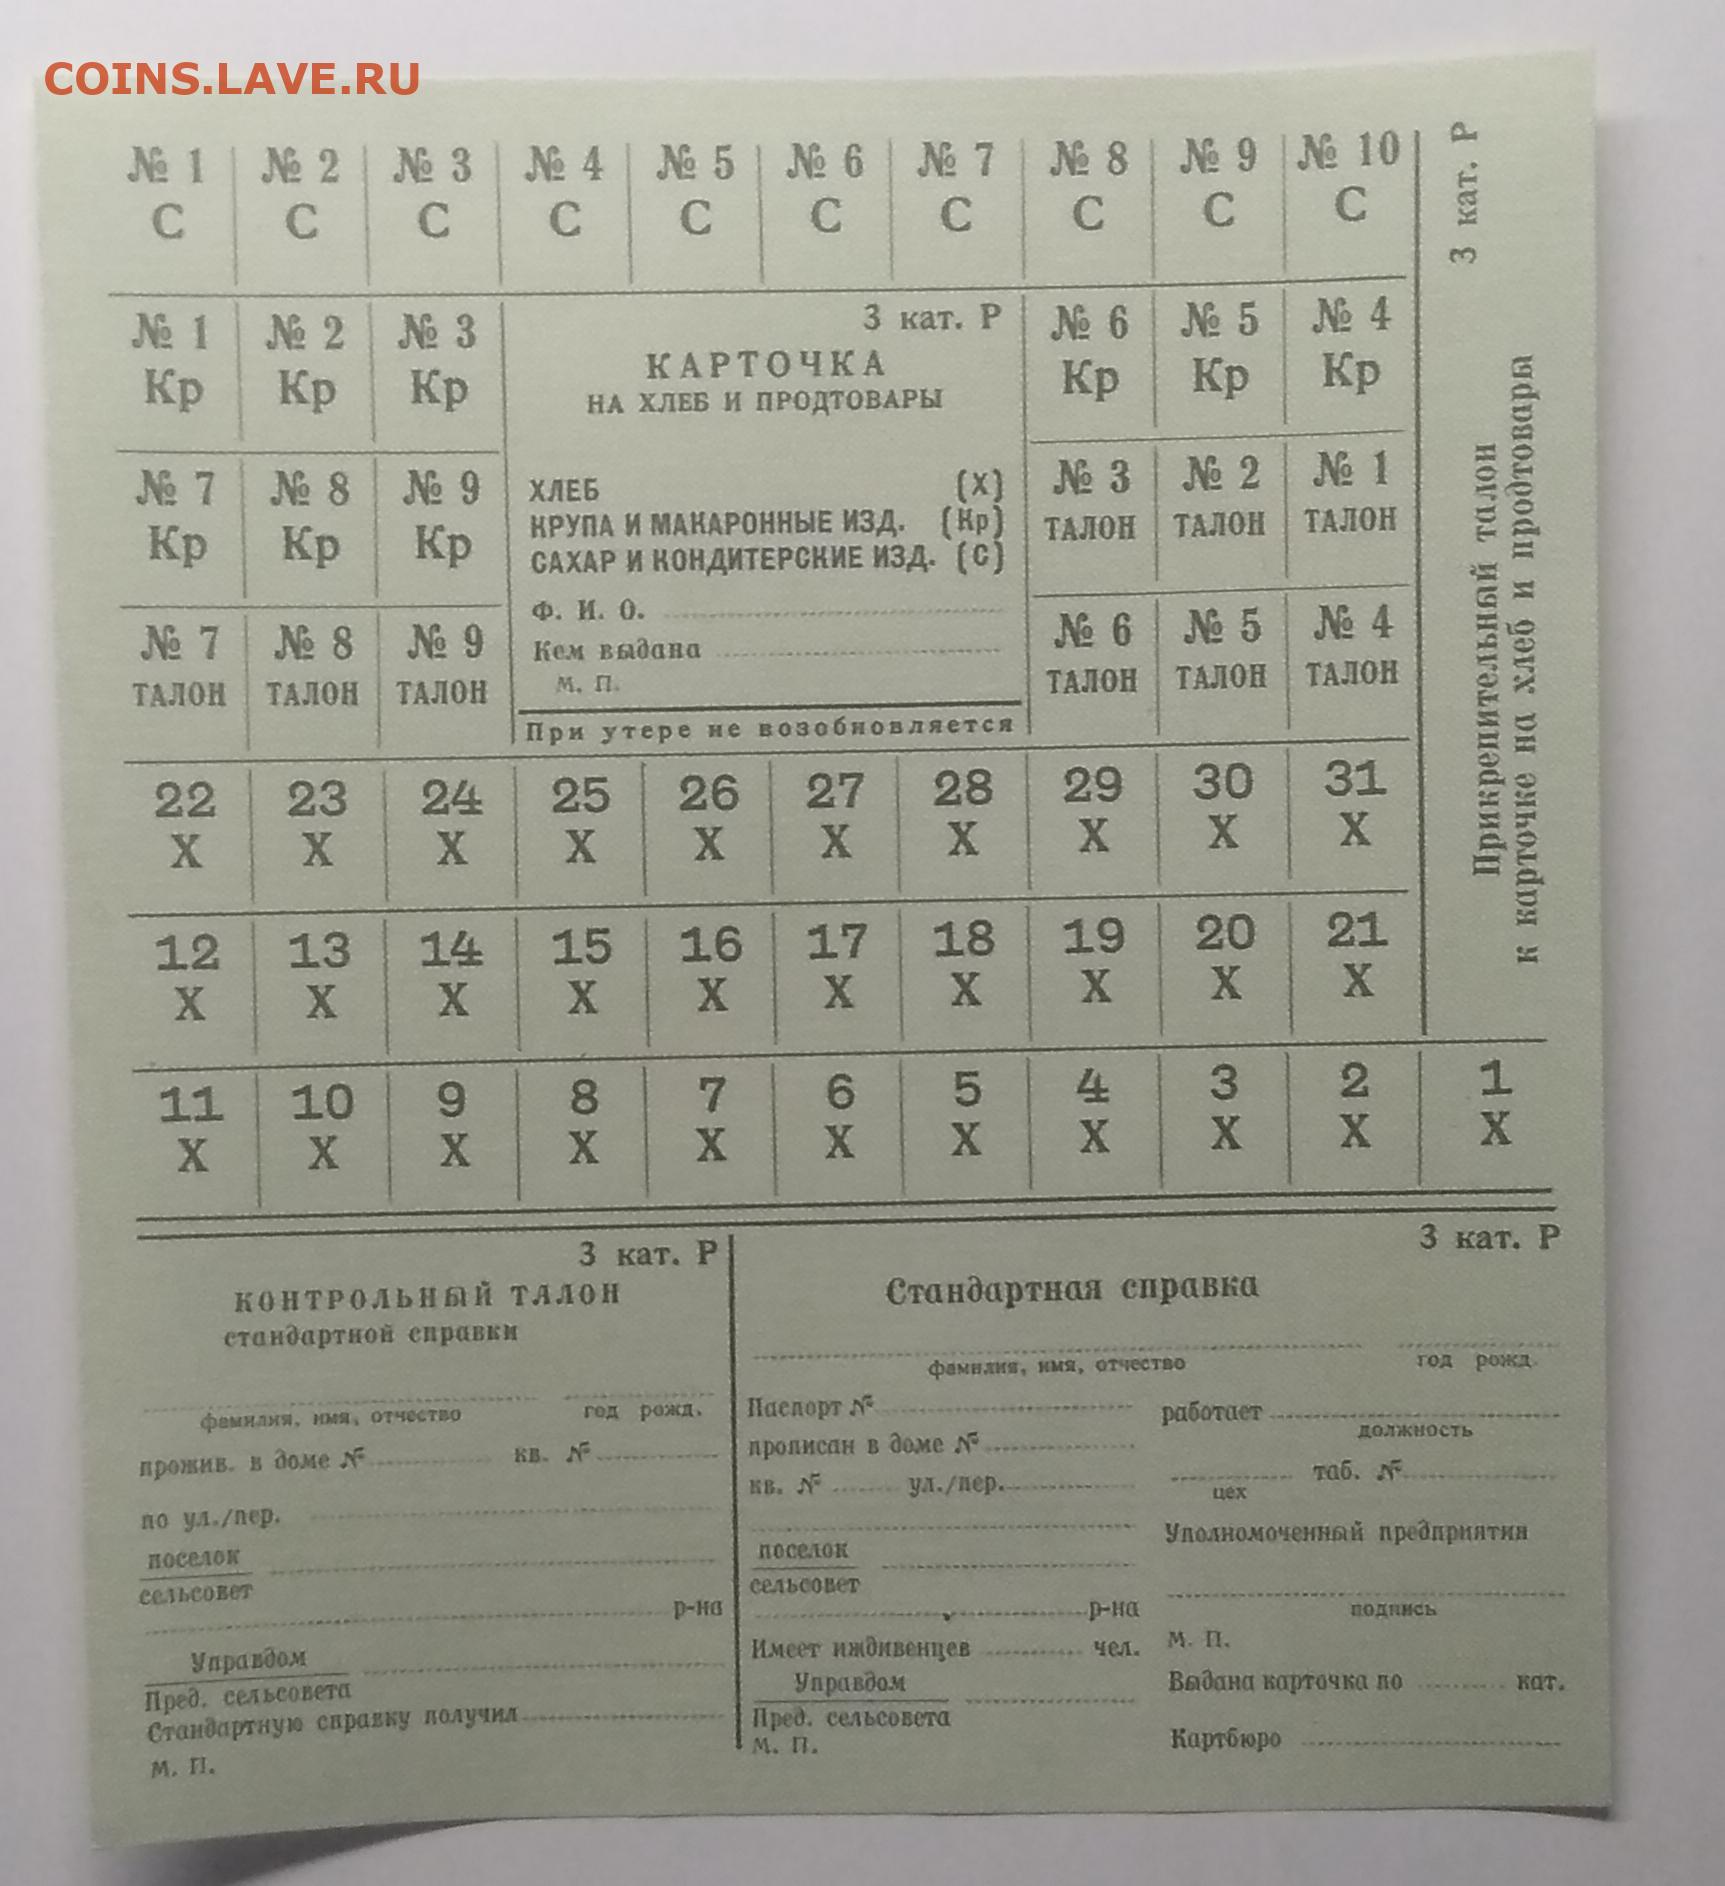 COINS.LAVE.RU
№ 1 № 2 № 3 № 4 № 5 № 6 № 7 № 8 № 9 № 10
С С С С С С С С С С
№ 1 № 2 № 3
Кр Кр Кр
№ 7 № 8 № 9
Кр Кр Кр
№ 7 № 8 № 9
ТАЛОН ТАЛОН ТАЛОН
3 кат. Р
КАРТОЧКА
НА ХЛЕБ И ПРОДТОВАРЫ
ХЛЕБ (Х)
КРУПА И МАКАРОННЫЕ ИЗД. (Кр)
САХАР И КОНДИТЕРСКИЕ ИЗД. (С)
Ф. И. О.
Кем выдана
М. П.
При утере не возобновляется
№ 6 № 5 № 4
Кр Кр Кр
№ 3 № 2 № 1
ТАЛОН ТАЛОН ТАЛОН
№ 6 № 5 № 4
ТАЛОН ТАЛОН ТАЛОН
3 кат. Р
Прикрепительный талон
к карточке на хлеб и продтовары
22 23 24 25 26 27 28 29 30 31
Х Х Х Х Х Х Х Х Х Х
12 13 14 15 16 17 18 19 20 21
Х Х Х Х Х Х Х Х Х Х
11 10 9 8 7 6 5 4 3 2 1
Х Х Х Х Х Х Х Х Х Х Х
3 кат. Р
КОНТРОЛЬНЫЙ ТАЛОН
стандартной справки
фамилия, имя, отчество год рожд.
прожив. в доме № кв. №
по ул./пер.
поселок
сельсовет
р-на
Управдом
Пред. сельсовета
Стандартную справку получил
М. П.
3 кат. Р
Стандартная справка
фамилия, имя, отчество год рожд.
Паспорт №
прописан в доме №
кв. № ул./пер.
поселок
сельсовет
р-на
Имеет иждивенцев чел.
Управдом
Пред. сельсовета
М. П.
работает
должность
таб. №
цех
Уполномоченный предприятия
подпись
М. П.
Выдана карточка по кат.
Картбюро